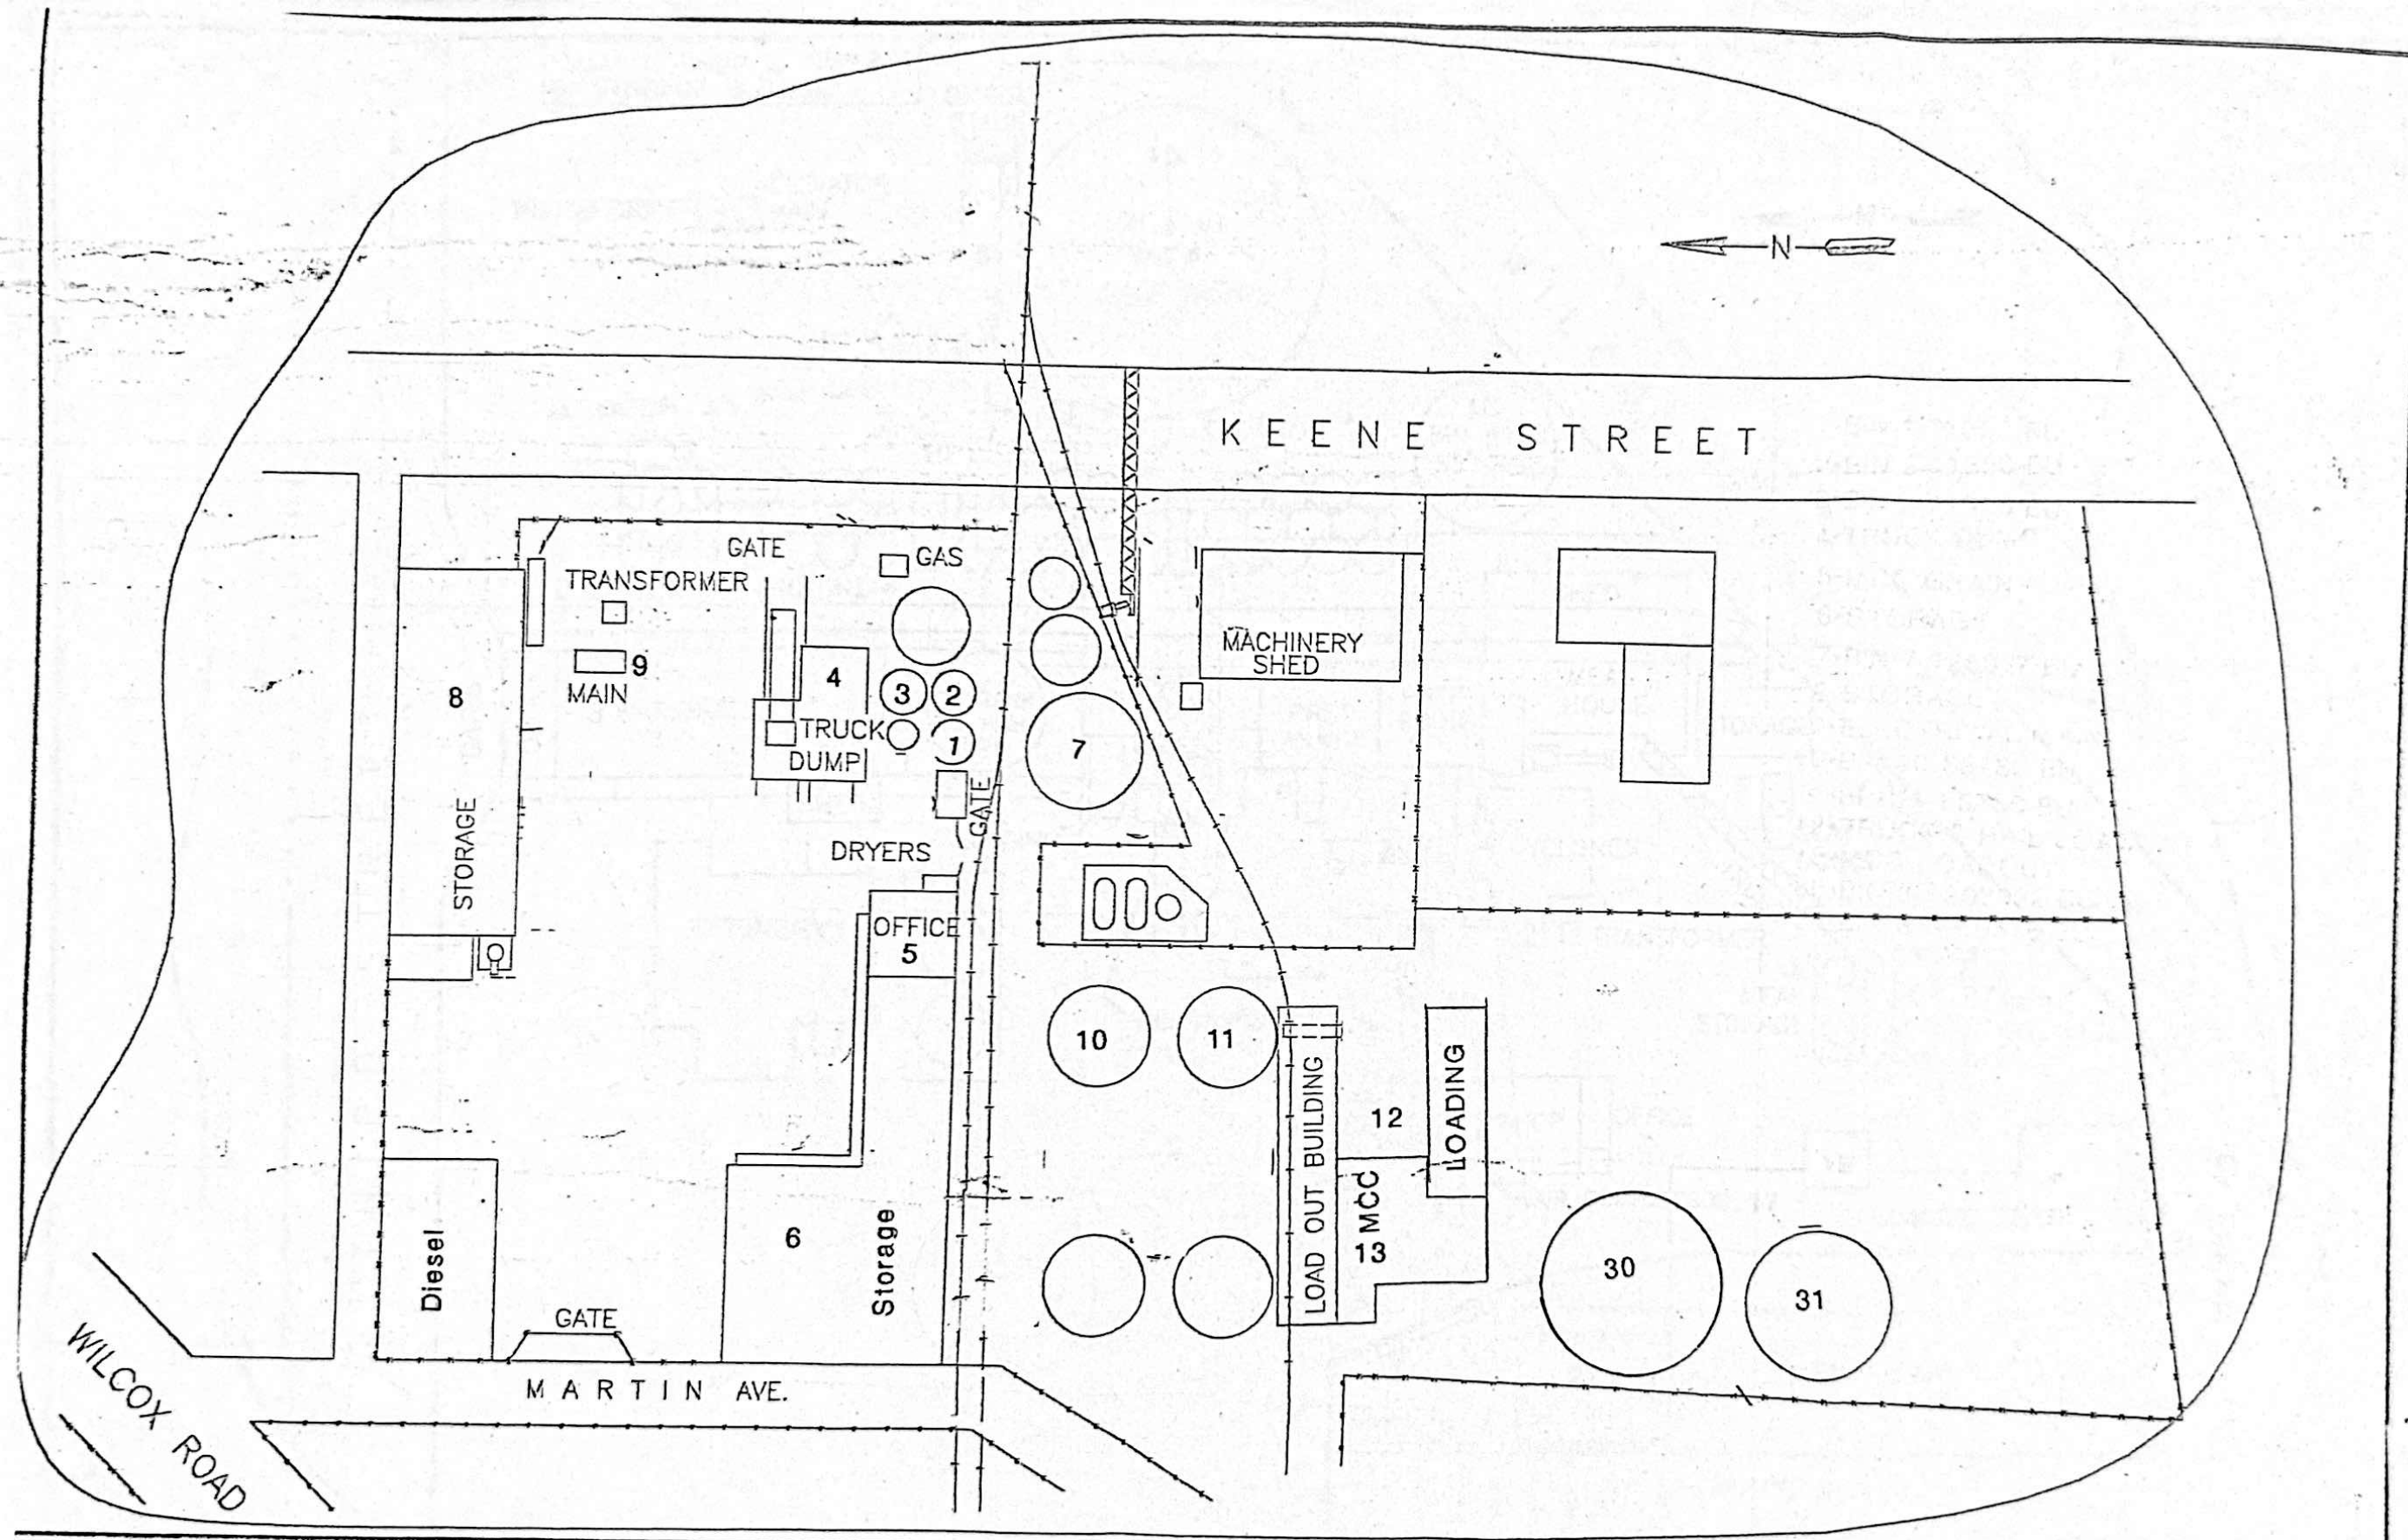 N
KEENE STREET
GATE
GAS
TRANSFORMER
9
MAIN
8
STORAGE
4
3
2
1
TRUCK
DUMP
GATE
DRYERS
OFFICE
5
7
MACHINERY
SHED
10
11
12
LOADING
LOAD OUT BUILDING
MCC
13
6
Storage
Diesel
GATE
30
31
MARTIN AVE.
WILCOX ROAD